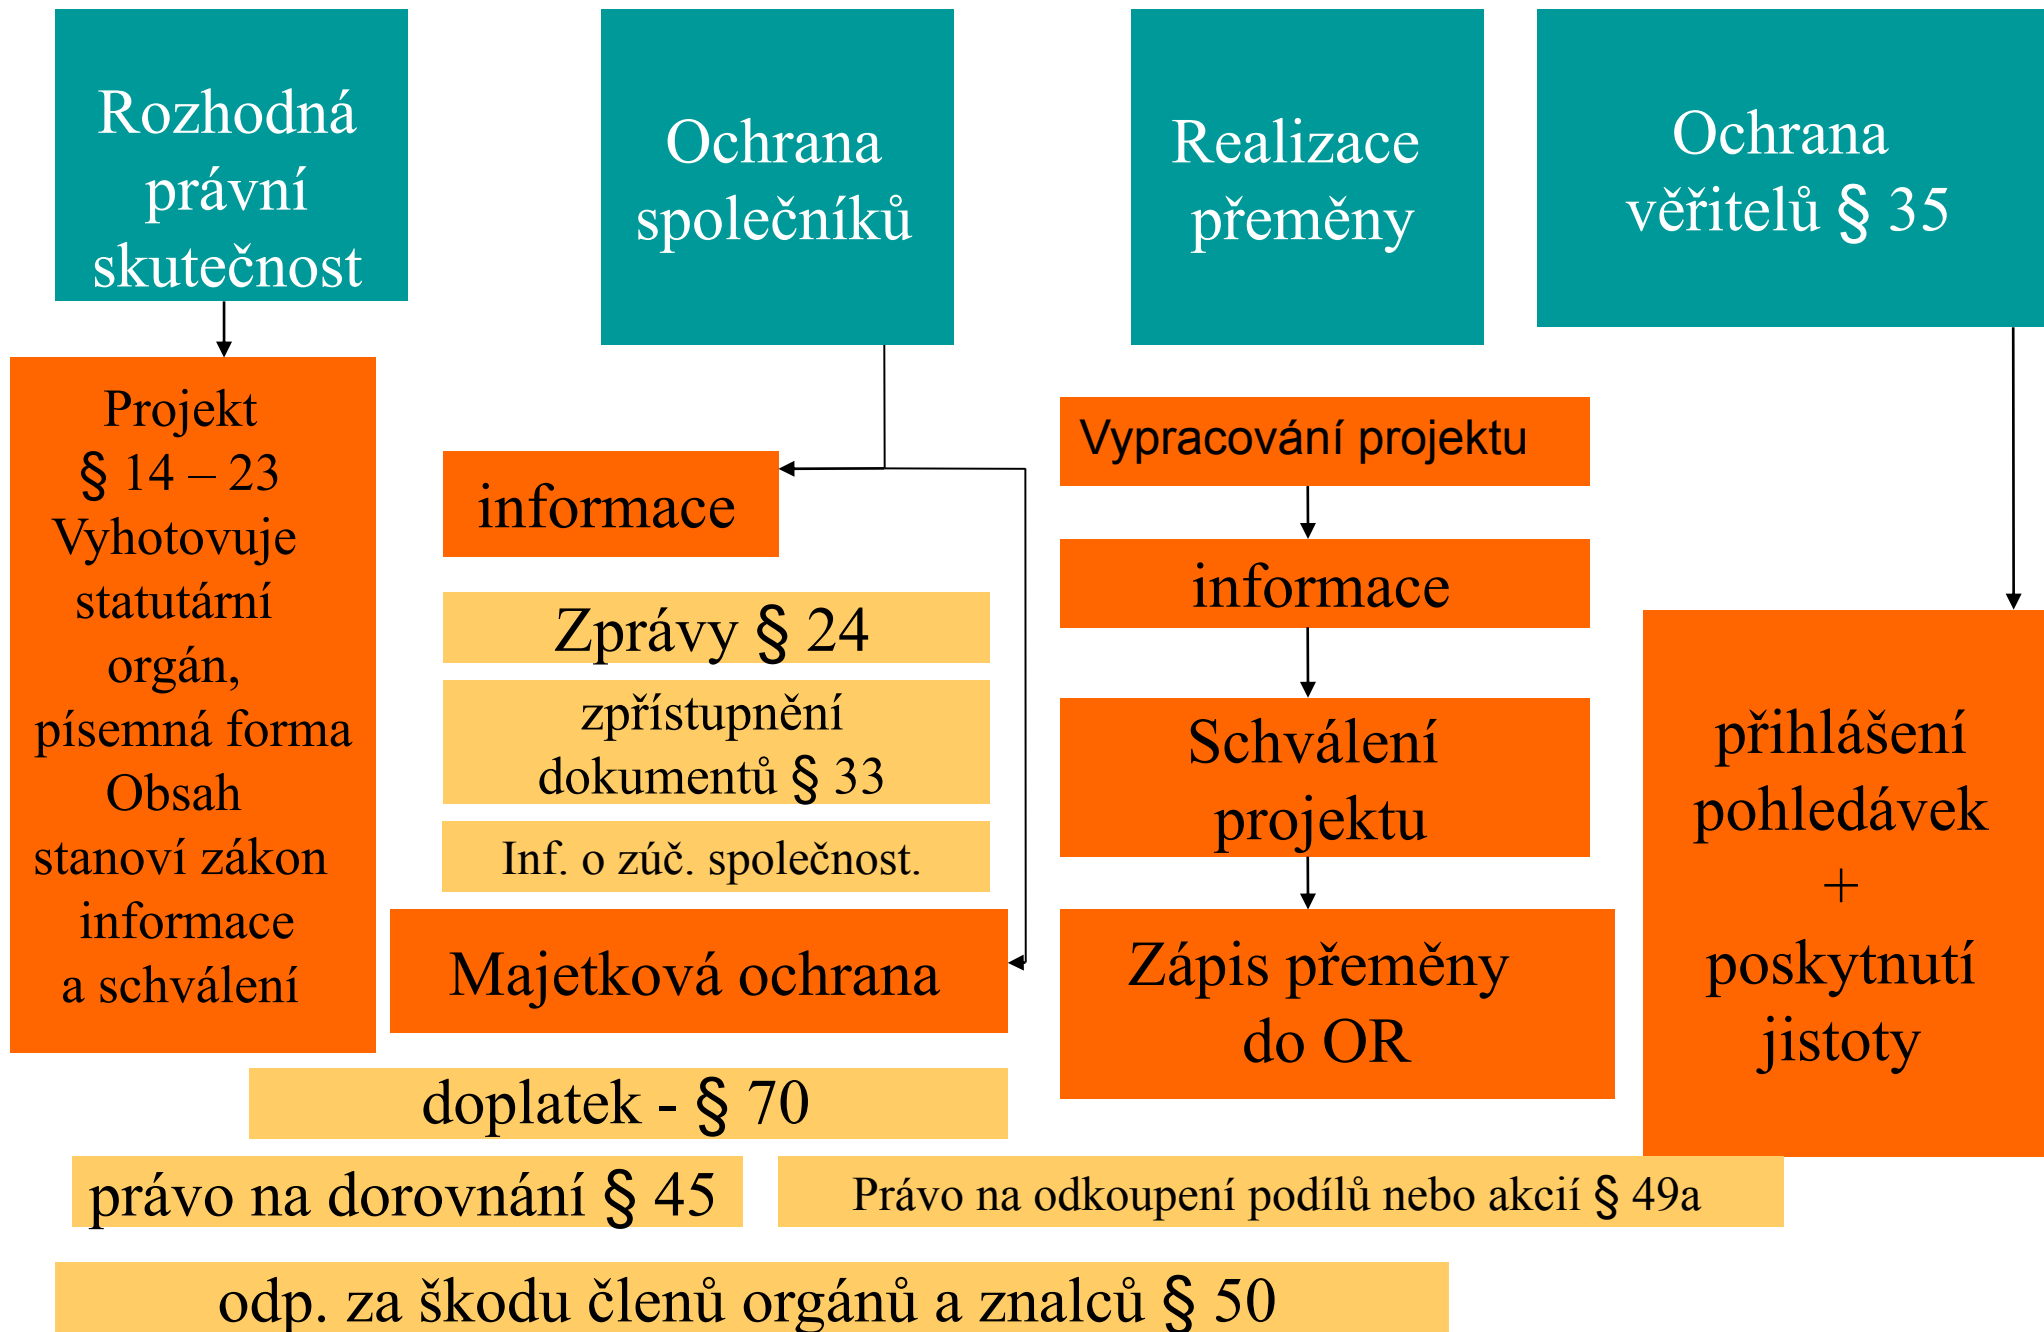 Rozhodná
právní
skutečnost
Ochrana
společníků
Realizace
přeměny
Ochrana
věřitelů § 35
Projekt
§ 14 – 23
Vyhotovuje
statutární
orgán,
písemná forma
Obsah
stanoví zákon
informace
a schválení
informace
Zprávy § 24
zpřístupnění
dokumentů § 33
Inf. o zúč. společnost.
Majetková ochrana
doplatek - § 70
právo na dorovnání § 45
Právo na odkoupení podílů nebo akcií § 49a
odp. za škodu členů orgánů a znalců § 50
Vypracování projektu
informace
Schválení
projektu
Zápis přeměny
do OR
přihlášení
pohledávek
+
poskytnutí
jistoty